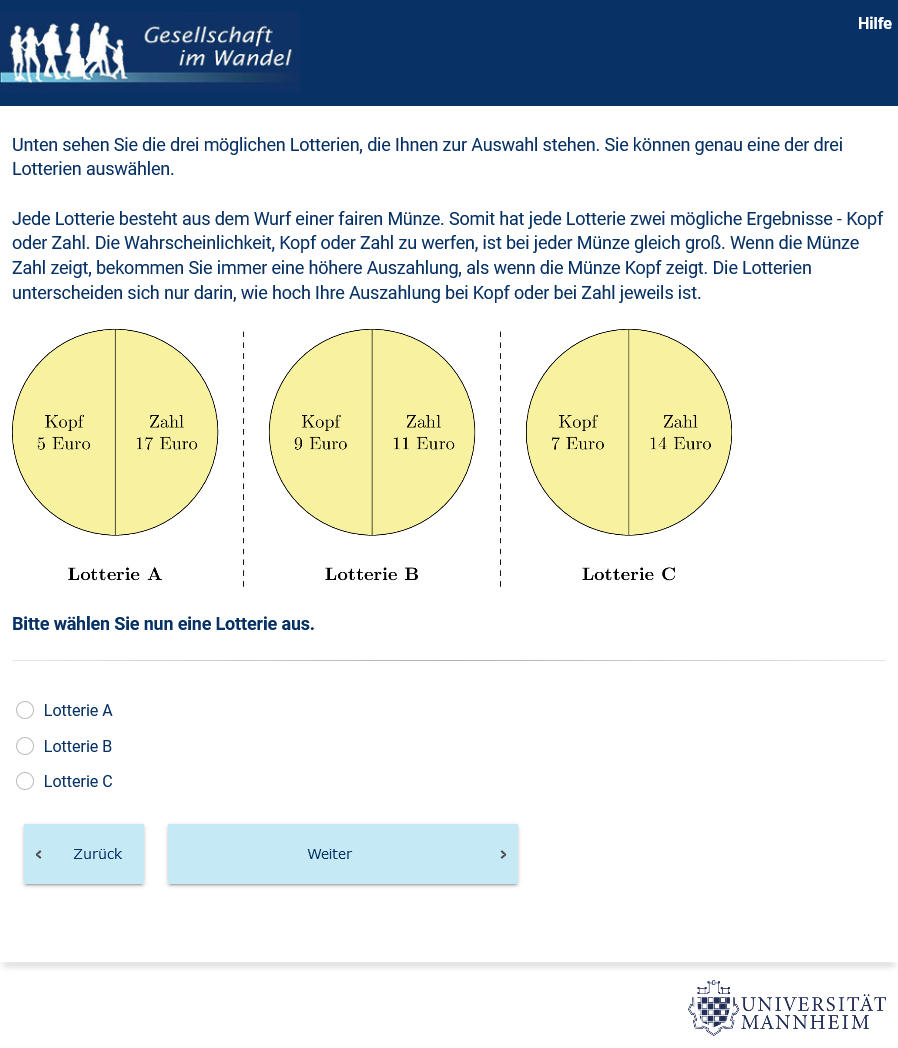 Gesellschaft
im Wandel
Hilfe
Unten sehen Sie die drei möglichen Lotterien, die Ihnen zur Auswahl stehen. Sie können genau eine der drei
Lotterien auswählen.
Jede Lotterie besteht aus dem Wurf einer fairen Münze. Somit hat jede Lotterie zwei mögliche Ergebnisse - Kopf
oder Zahl. Die Wahrscheinlichkeit, Kopf oder Zahl zu werfen, ist bei jeder Münze gleich groß. Wenn die Münze
Zahl zeigt, bekommen Sie immer eine höhere Auszahlung, als wenn die Münze Kopf zeigt. Die Lotterien
unterscheiden sich nur darin, wie hoch Ihre Auszahlung bei Kopf oder bei Zahl jeweils ist.
Kopf
5 Euro
Zahl
17 Euro
Lotterie A
Kopf
9 Euro
Zahl
11 Euro
Lotterie B
Kopf
7 Euro
Zahl
14 Euro
Lotterie C
Bitte wählen Sie nun eine Lotterie aus.
Lotterie A
Lotterie B
Lotterie C
Zurück
Weiter
UNIVERSITÄT
MANNHEIM